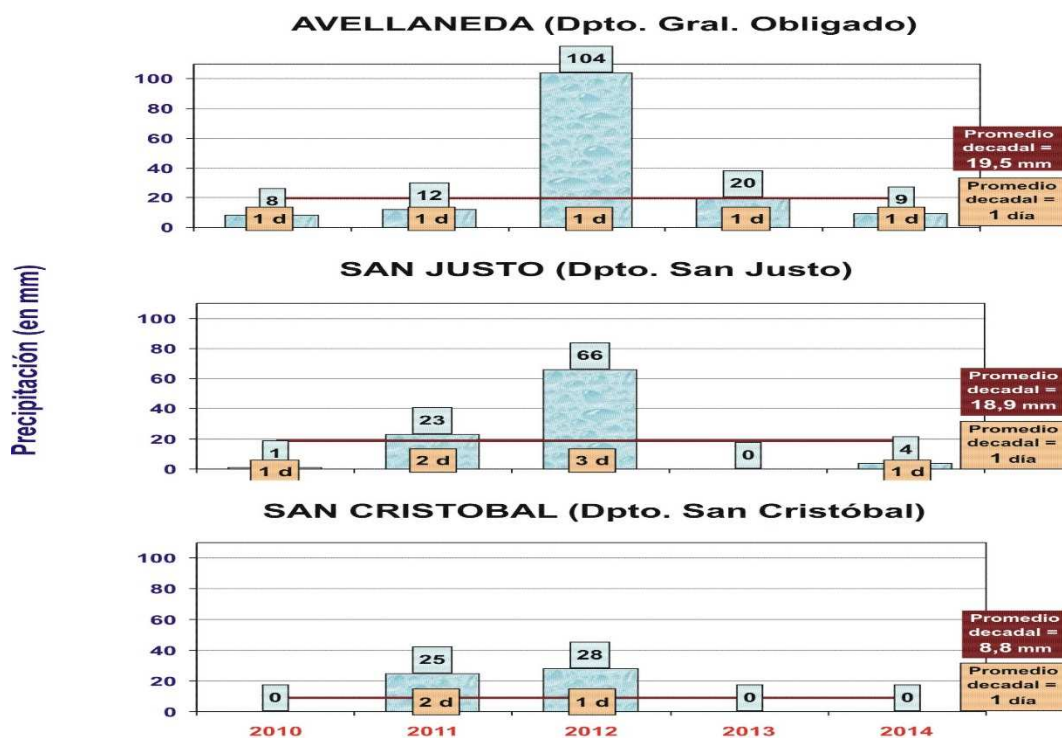 Precipitación (en mm)
AVELLANEDA (Dpto. Gral. Obligado)
100
80
60
40
20
0
8
12
104
20
9
1 d
1 d
1 d
1 d
1 d
Promedio
decadal =
19,5 mm
Promedio
decadal =
1 día
SAN JUSTO (Dpto. San Justo)
100
80
60
40
20
0
1
23
66
0
4
1 d
2 d
3 d
1 d
Promedio
decadal =
18,9 mm
Promedio
decadal =
1 día
SAN CRISTOBAL (Dpto. San Cristóbal)
100
80
60
40
20
0
0
25
28
0
0
2 d
1 d
Promedio
decadal =
8,8 mm
Promedio
decadal =
1 día
2010
2011
2012
2013
2014